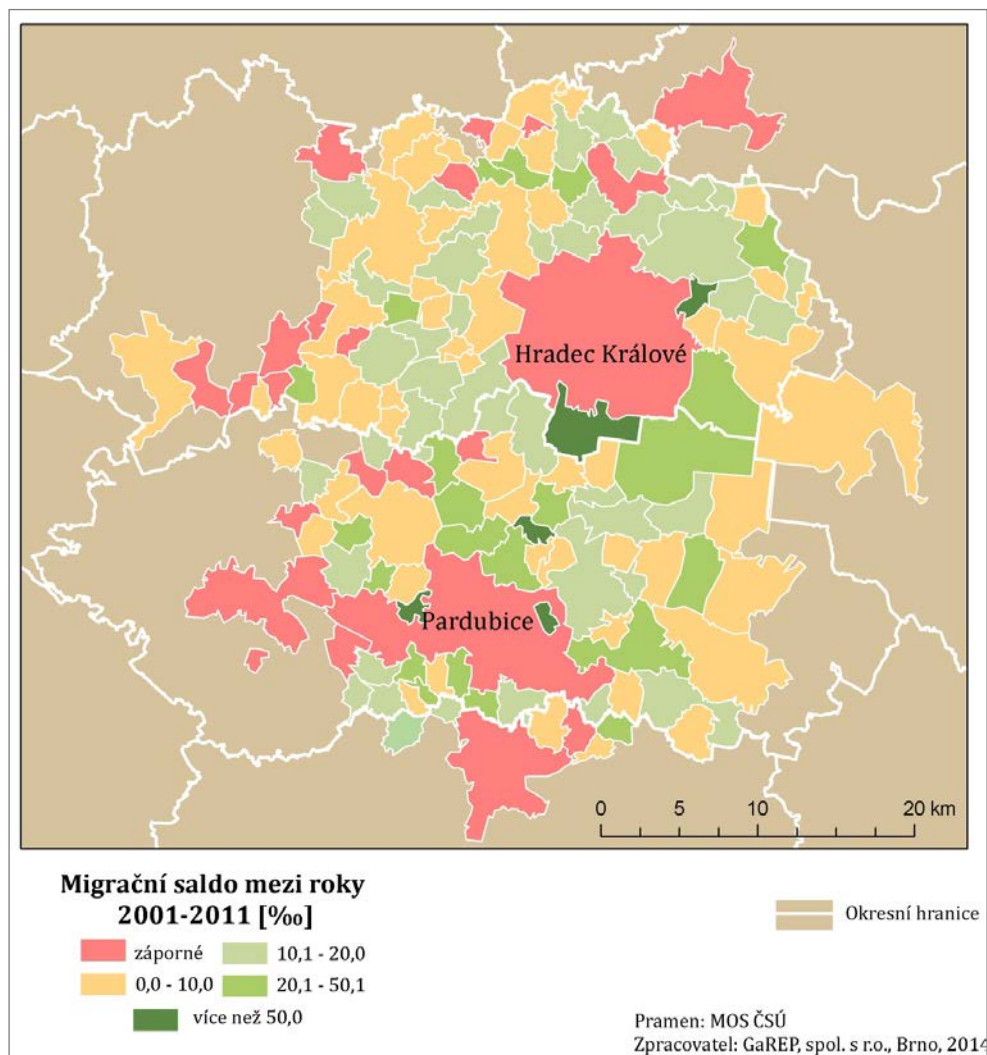 Hradec Králové
Pardubice
0 5 10 20 km
Migrační saldo mezi roky
2001-2011 [‰]
záporné
10,1 - 20,0
0,0 - 10,0
20,1 - 50,1
více než 50,0
Okresní hranice
Pramen: MOS ČSÚ
Zpracovatel: GaREP, spol. s r.o., Brno, 2014